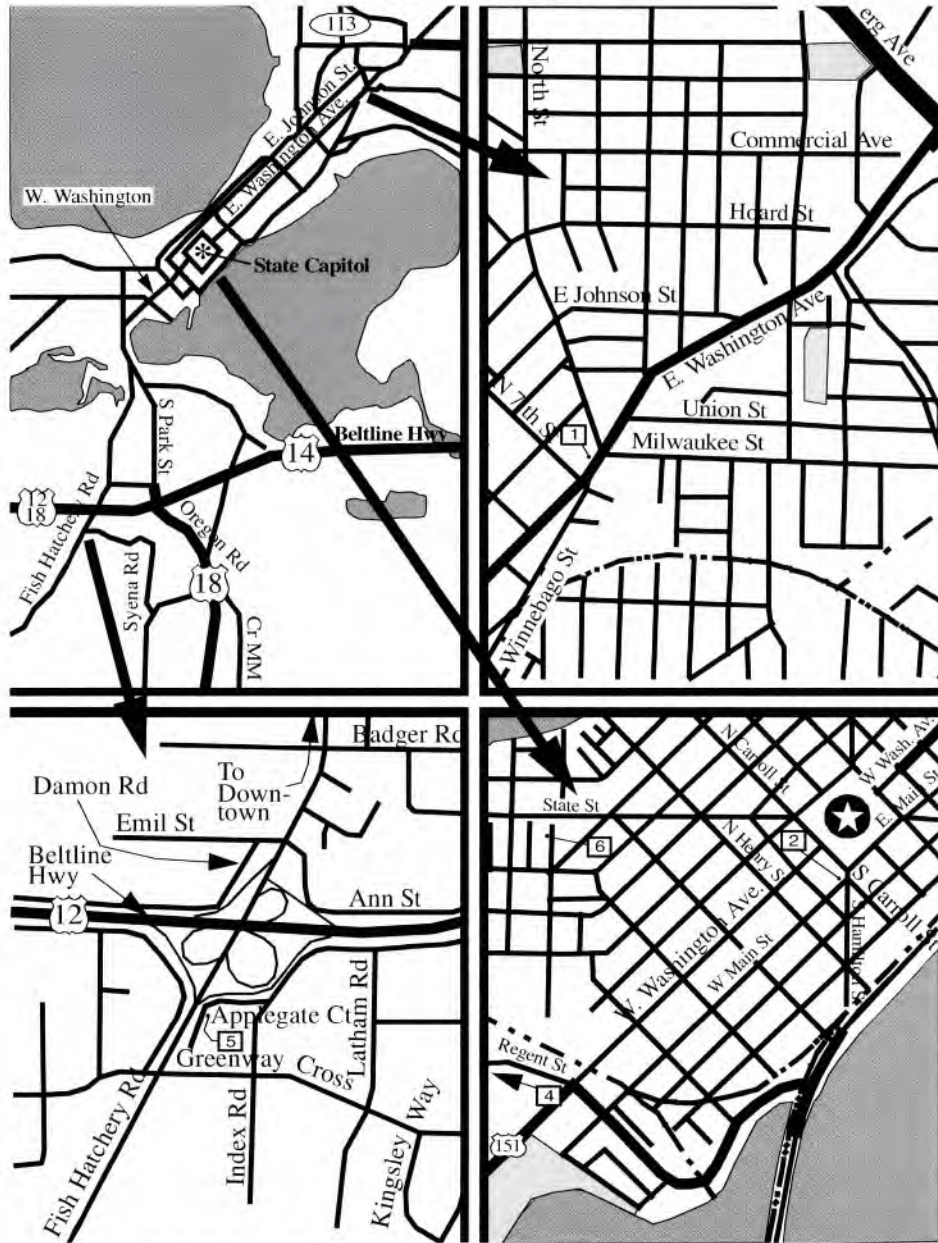 113
E. Johnson St.
E. Washington Ave.
W. Washington
*
State Capitol
S Park St
Beltline Hwy
14
12
18
Fish Hatchery Rd
Oregon Rd
Syena Rd
18
Cr MM
erg Ave
North St
Commercial Ave
Hoard St
E Johnson St
E. Washington Ave
N 7th St
1
Union St
Milwaukee St
Winnebago St
Badger Rd
To
Down-
town
Damon Rd
Emil St
Beltline
Hwy
12
Ann St
Applegate Ct
5
Greenway Cross
Latham Rd
Fish Hatchery Rd
Index Rd
Kingsley Way
N Carroll St
W Wash. Av.
E. Main St
State St
6
N Henry St
2
S Carroll St
W. Washington Ave.
W Main St
Regent St
4
151